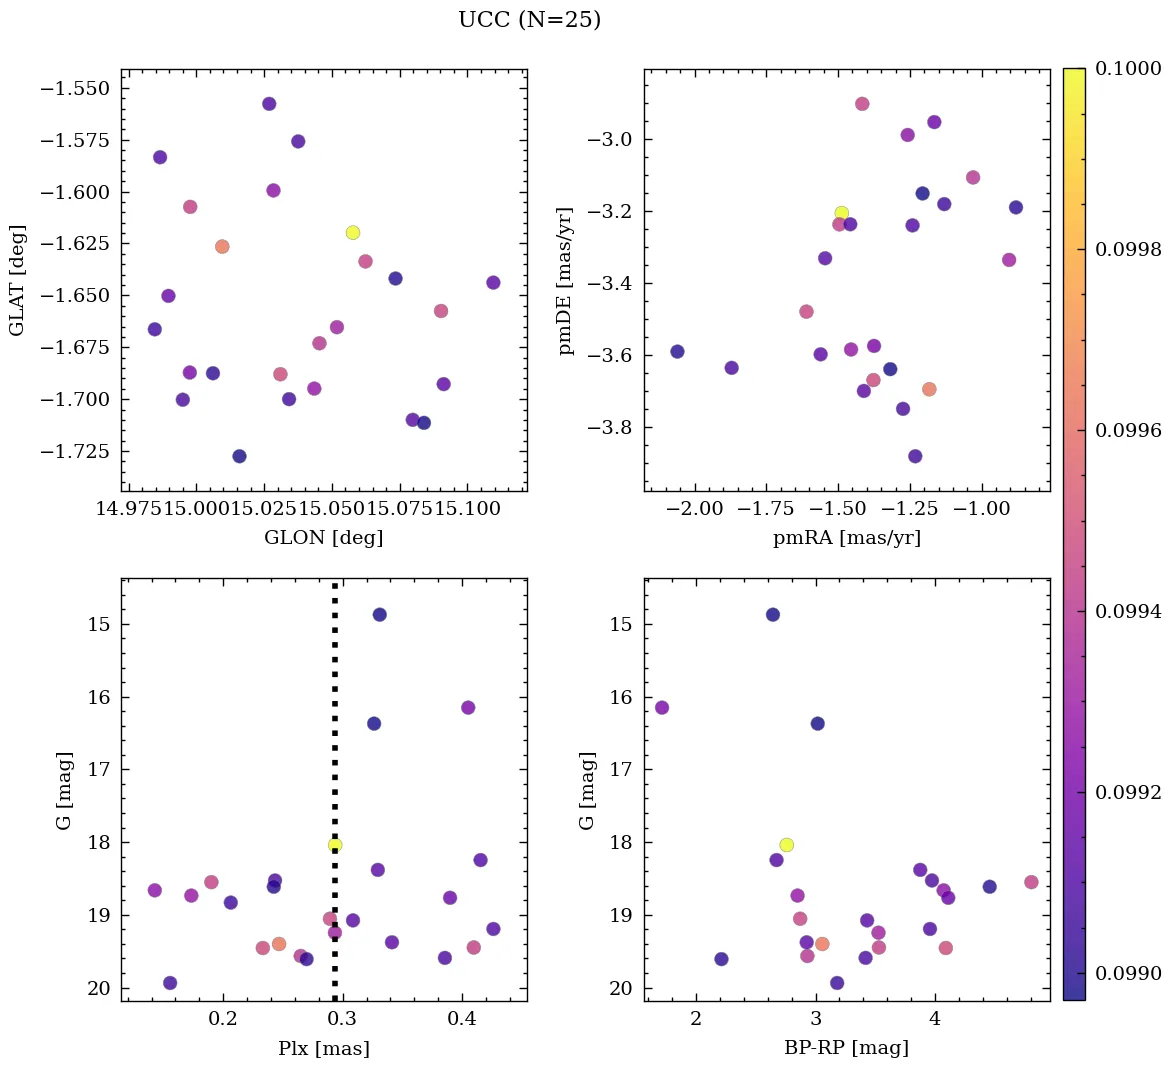 UCC (N=25)
−1.550
−1.575
−1.600
−1.625
−1.650
−1.675
−1.700
−1.725
GLAT [deg]
14.975 15.000 15.025 15.050 15.075 15.100
GLON [deg]
−3.0
−3.2
−3.4
−3.6
−3.8
pmDE [mas/yr]
−2.00 −1.75 −1.50 −1.25 −1.00
pmRA [mas/yr]
15
16
17
18
19
20
G [mag]
0.2 0.3 0.4
Plx [mas]
15
16
17
18
19
20
G [mag]
2 3 4
BP-RP [mag]
0.1000
0.0998
0.0996
0.0994
0.0992
0.0990